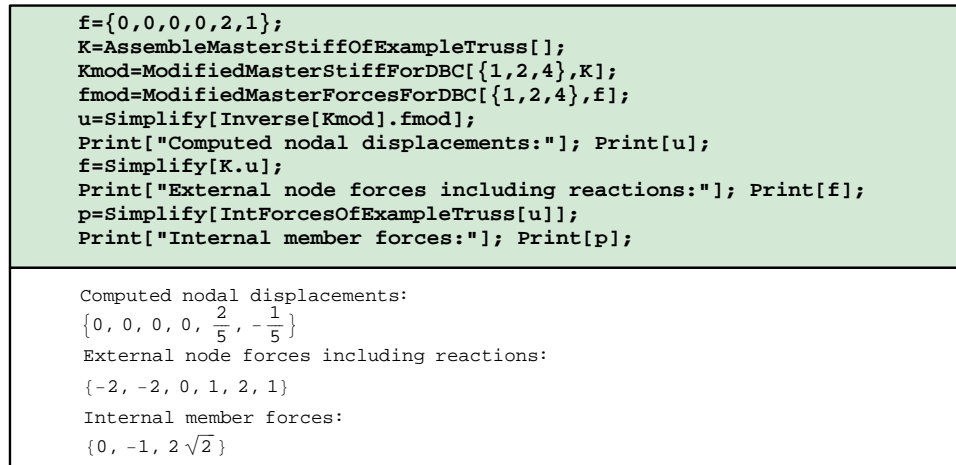 f={0,0,0,0,2,1};
K=AssembleMasterStiffOfExampleTruss[];
Kmod=ModifiedMasterStiffForDBC[{1,2,4},K];
fmod=ModifiedMasterForcesForDBC[{1,2,4},f];
u=Simplify[Inverse[Kmod].fmod];
Print["Computed nodal displacements:"]; Print[u];
f=Simplify[K.u];
Print["External node forces including reactions:"]; Print[f];
p=Simplify[IntForcesOfExampleTruss[u]];
Print["Internal member forces:"]; Print[p];
Computed nodal displacements:
{0, 0, 0, 0, 2/5, -1/5}
External node forces including reactions:
{-2, -2, 0, 1, 2, 1}
Internal member forces:
{0, -1, 2 √2}